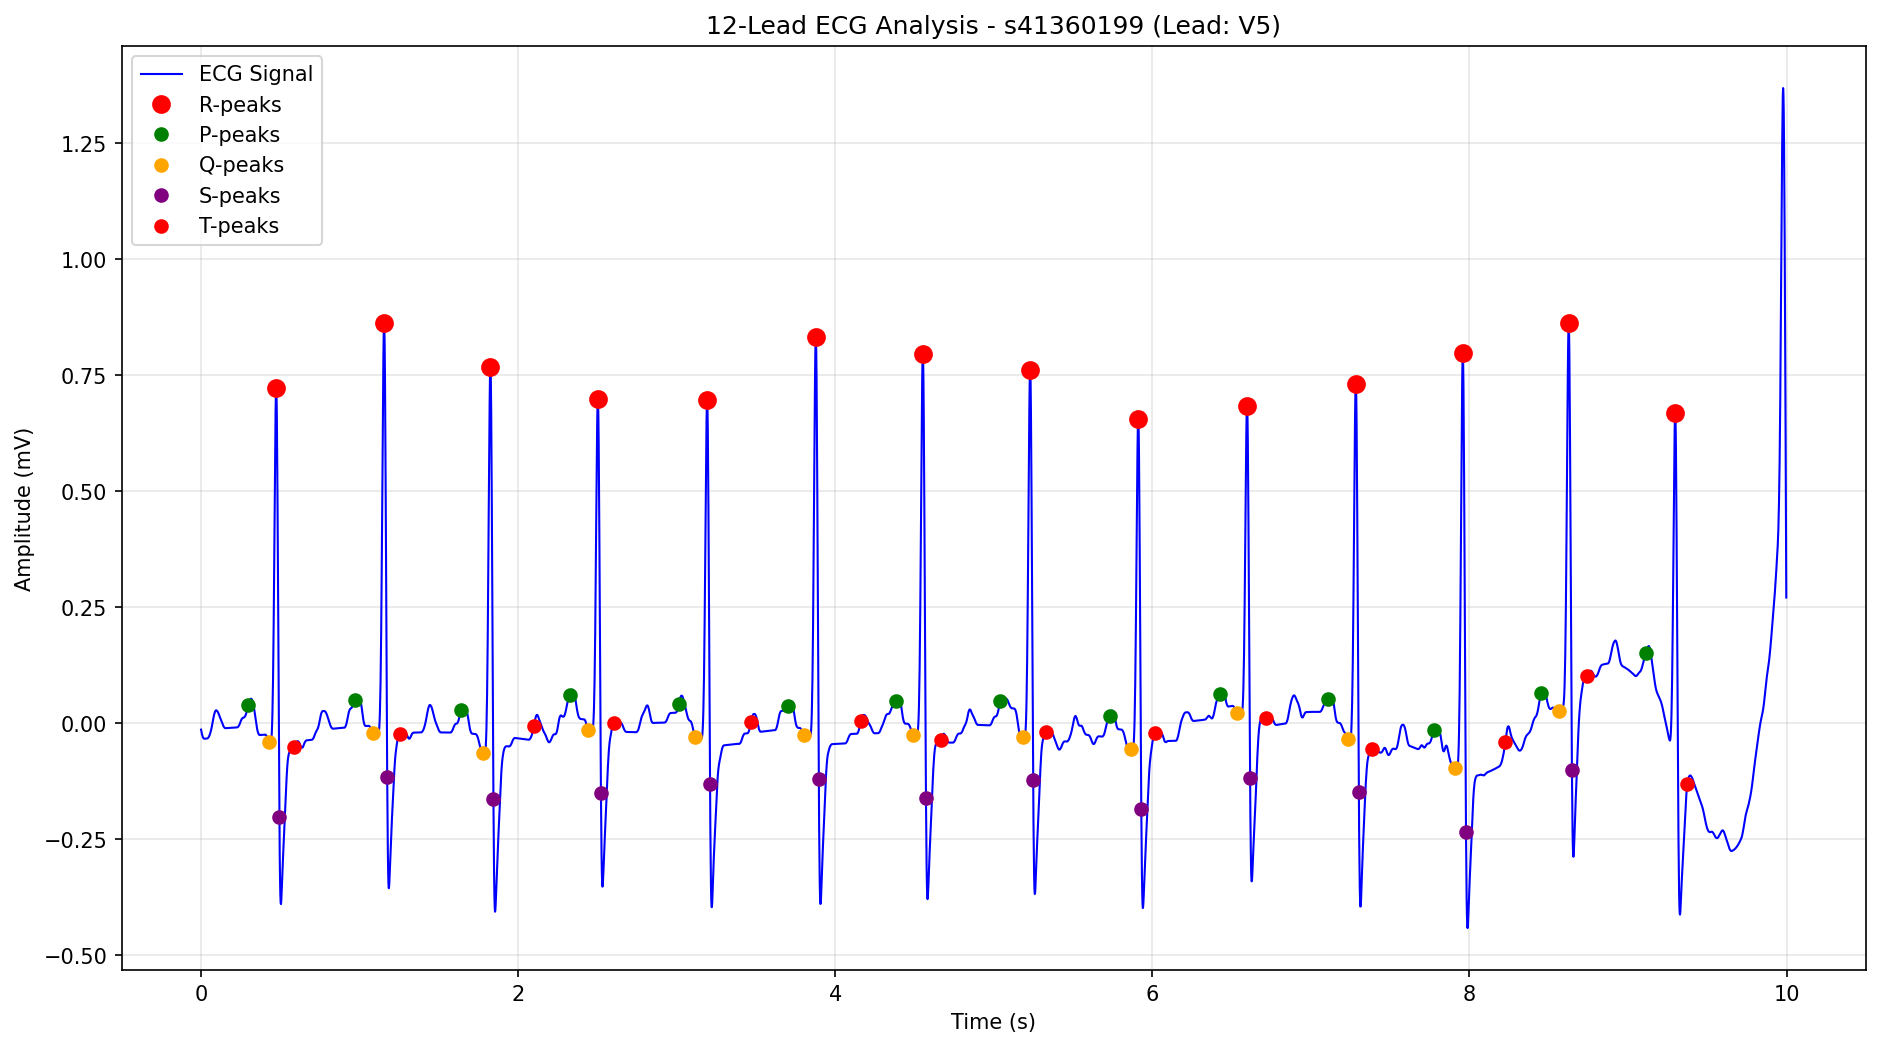 12-Lead ECG Analysis - s41360199 (Lead: V5)
ECG Signal
R-peaks
P-peaks
Q-peaks
S-peaks
T-peaks
Amplitude (mV)
1.25
1.00
0.75
0.50
0.25
0.00
−0.25
−0.50
0 2 4 6 8 10
Time (s)